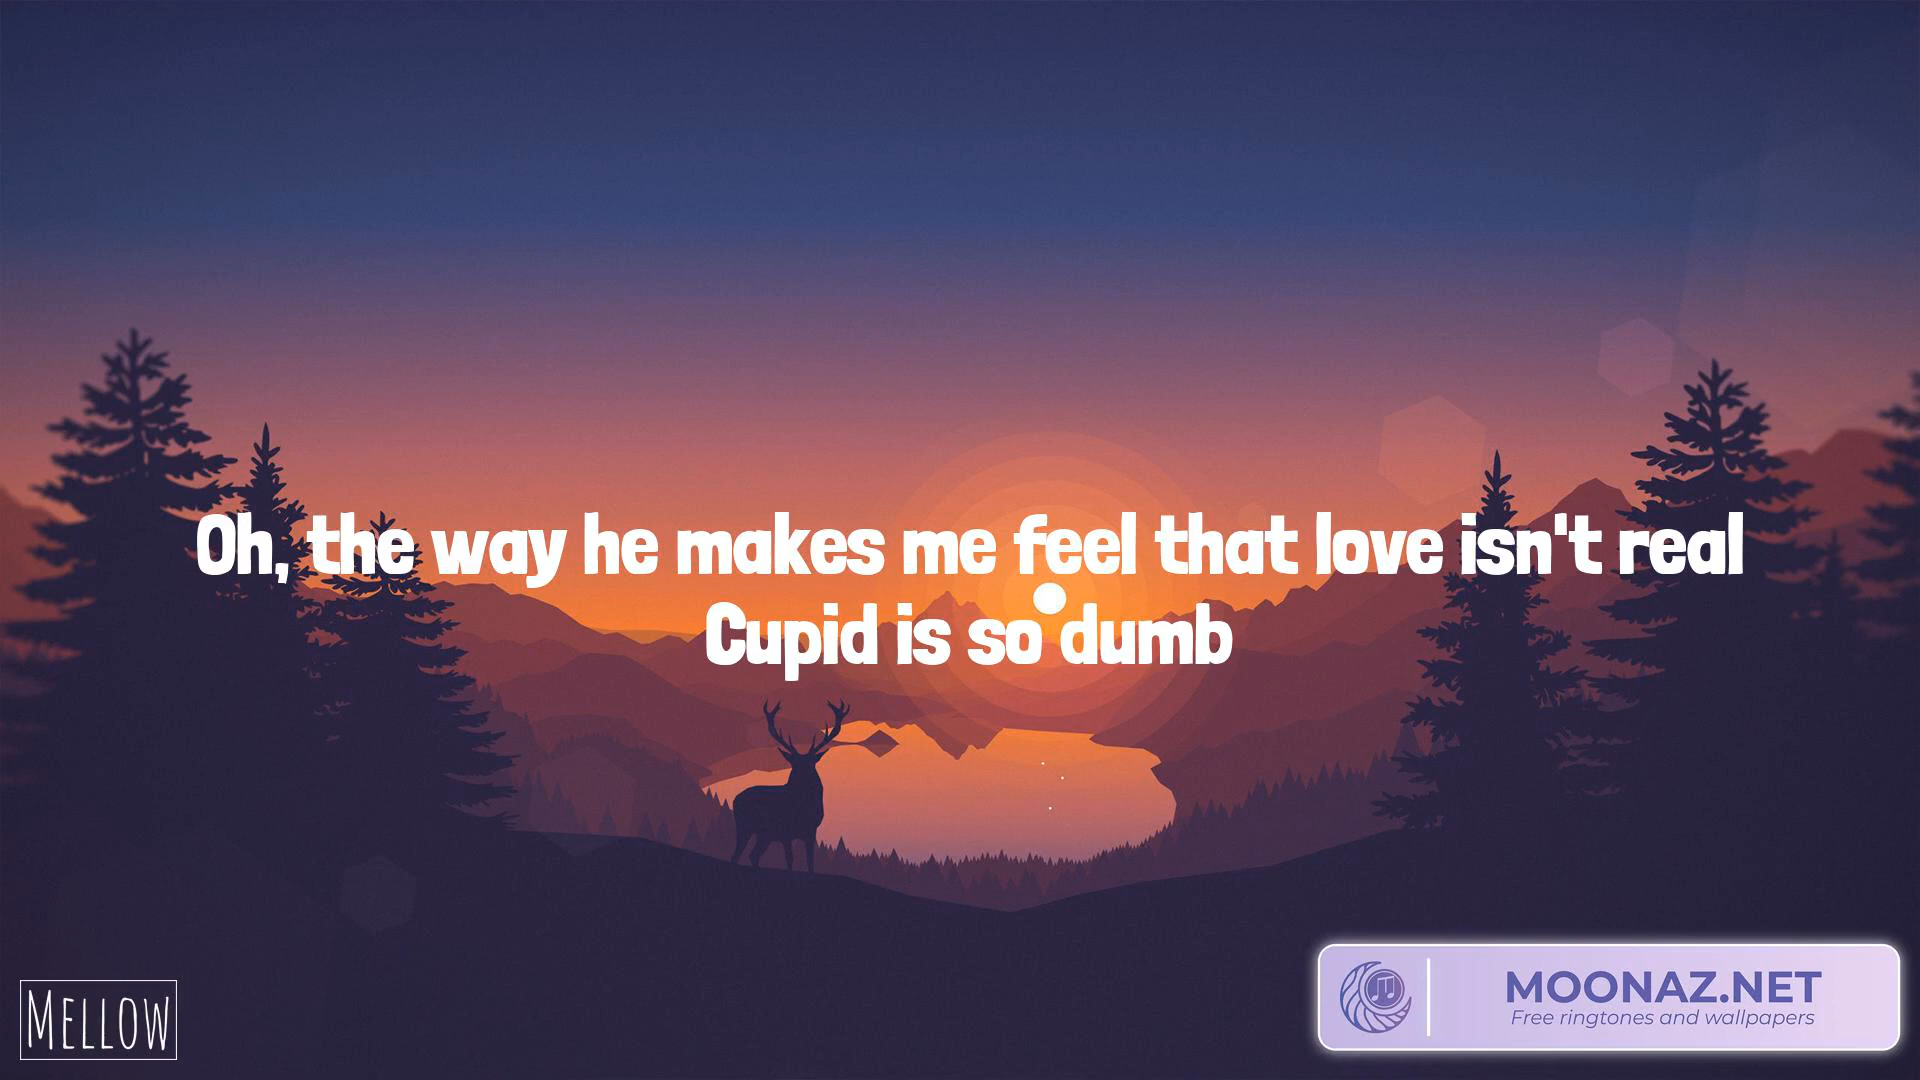 Oh, the way he makes me feel that love isn't real
Cupid is so dumb
MELLOW
MOONAZ.NET
Free ringtones and wallpapers